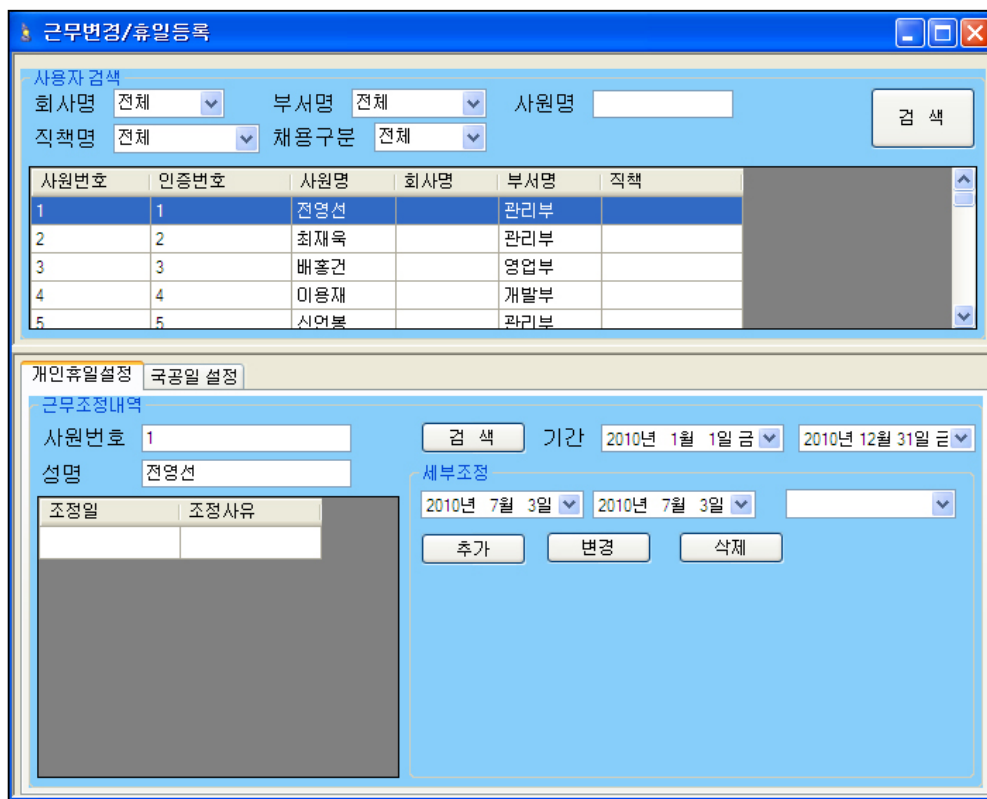 근무변경/휴일등록
사용자 검색
회사명 전체 부서명 전체 사원명 검 색
직책명 전체 채용구분 전체
사원번호 인증번호 사원명 회사명 부서명 직책
1 1 전영선 관리부
2 2 최재욱 관리부
3 3 배홍건 영업부
4 4 이용재 개발부
5 5 신언봉 관리부
개인휴일설정 국공일 설정
근무조정내역
사원번호 1 검 색 기간 2010년 1월 1일 금 2010년 12월 31일 금
성명 전영선 세부조정
조정일 조정사유 2010년 7월 3일 2010년 7월 3일
추가 변경 삭제